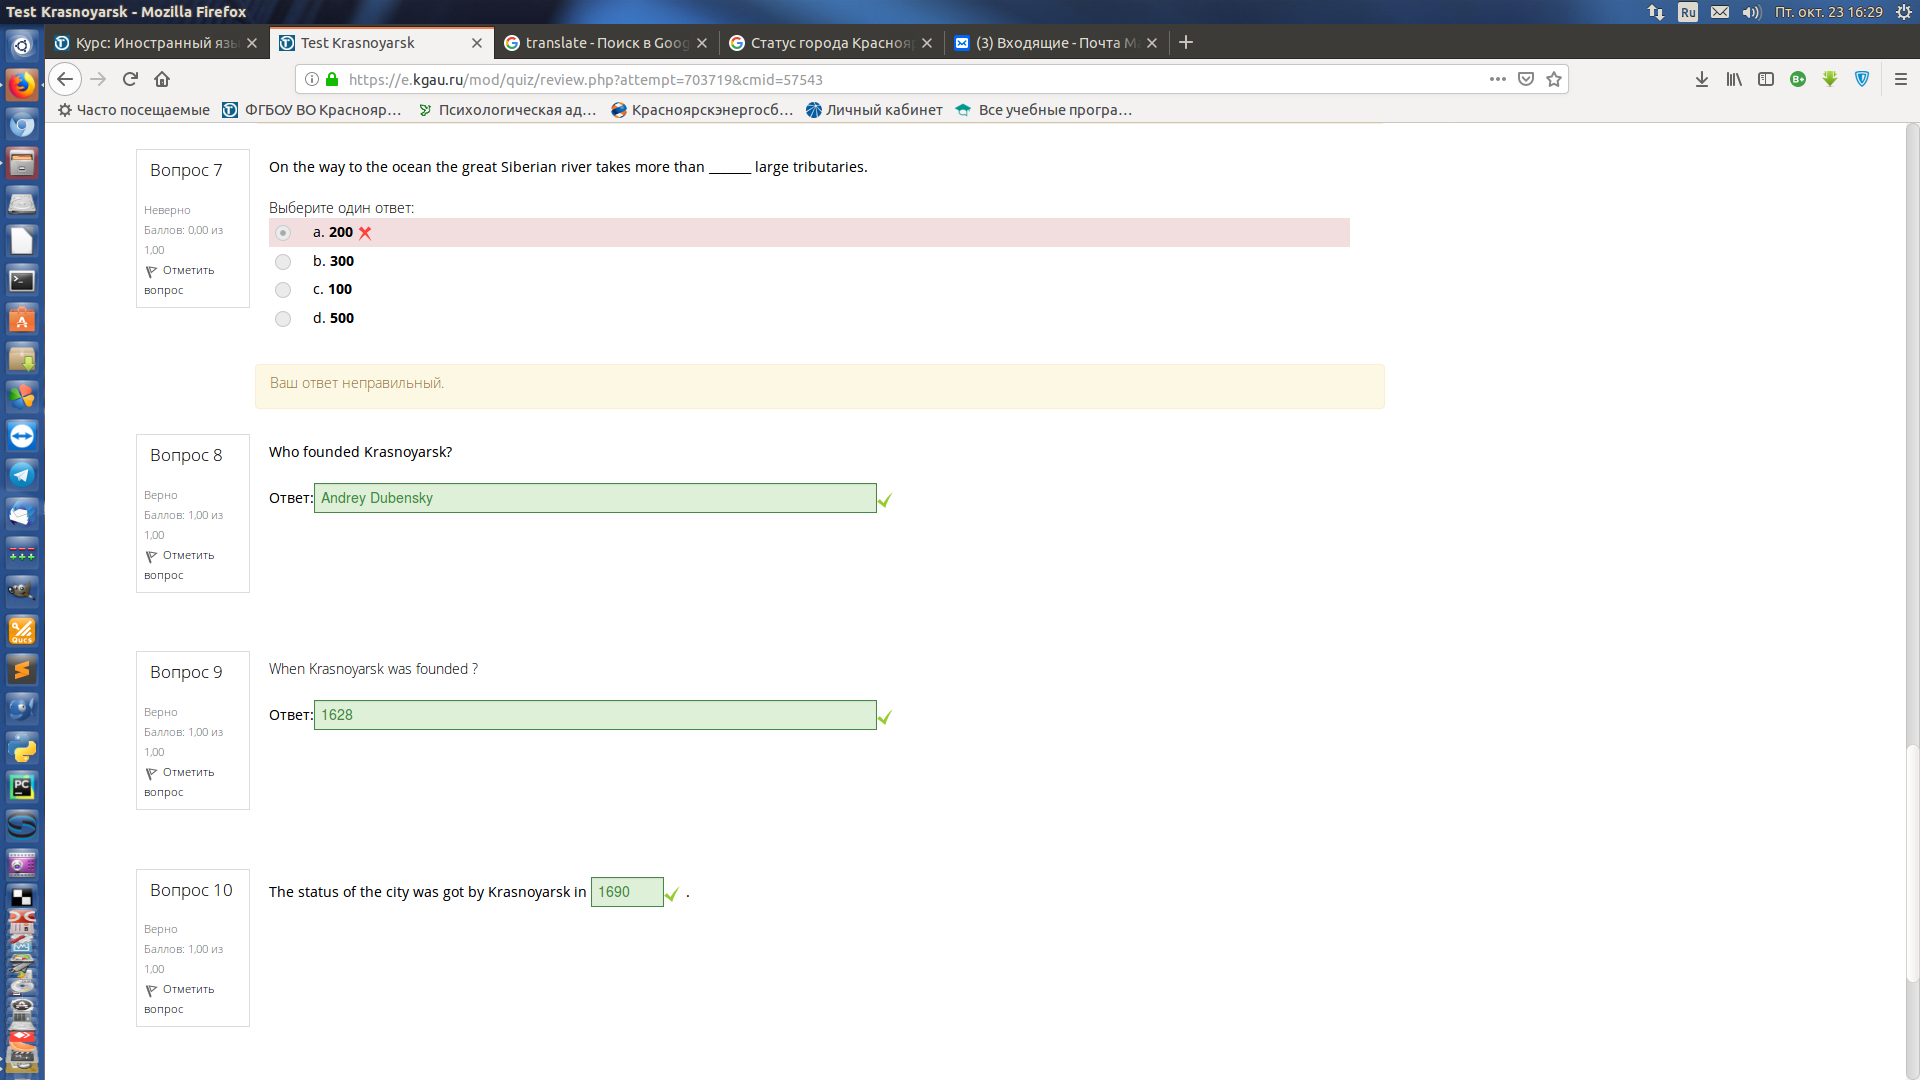 Test Krasnoyarsk - Mozilla Firefox
Ru
Пт. окт. 23 16:29
Курс: Иностранный язы
Test Krasnoyarsk
translate - Поиск в Goog
Статус города Краснояр
(3) Входящие - Почта Ma
https://e.kgau.ru/mod/quiz/review.php?attempt=703719&cmid=57543
Часто посещаемые
ФГБОУ ВО Краснояр…
Психологическая ад…
Красноярскэнергосб…
Личный кабинет
Все учебные програ…
Вопрос 7
Неверно
Баллов: 0,00 из
1,00
Отметить
вопрос
On the way to the ocean the great Siberian river takes more than ______ large tributaries.
Выберите один ответ:
a. 200
b. 300
c. 100
d. 500
Ваш ответ неправильный.
Вопрос 8
Верно
Баллов: 1,00 из
1,00
Отметить
вопрос
Who founded Krasnoyarsk?
Ответ: Andrey Dubensky
Вопрос 9
Верно
Баллов: 1,00 из
1,00
Отметить
вопрос
When Krasnoyarsk was founded ?
Ответ: 1628
Вопрос 10
Верно
Баллов: 1,00 из
1,00
Отметить
вопрос
The status of the city was got by Krasnoyarsk in 1690 .